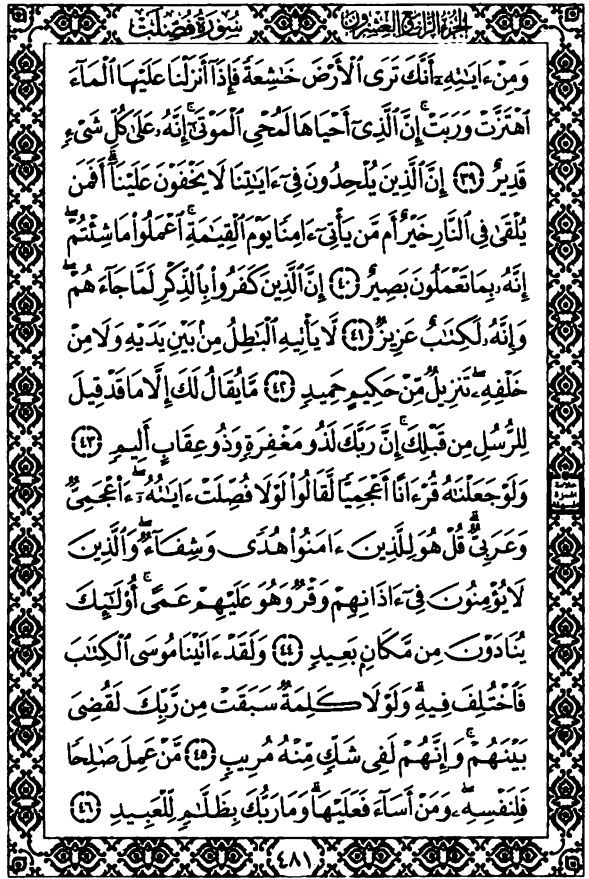 الجزء الرابع والعشرون سورة فصلت
وَمِنْ ءَايَٰتِهِۦٓ أَنَّكَ تَرَى ٱلْأَرْضَ خَٰشِعَةً فَإِذَآ أَنزَلْنَا عَلَيْهَا ٱلْمَآءَ
ٱهْتَزَّتْ وَرَبَتْ ۚ إِنَّ ٱلَّذِىٓ أَحْيَاهَا لَمُحْىِ ٱلْمَوْتَىٰٓ ۚ إِنَّهُۥ عَلَىٰ كُلِّ شَىْءٍ
قَدِيرٌ ﴿٣٩﴾ إِنَّ ٱلَّذِينَ يُلْحِدُونَ فِىٓ ءَايَٰتِنَا لَا يَخْفَوْنَ عَلَيْنَآ ۗ أَفَمَن
يُلْقَىٰ فِى ٱلنَّارِ خَيْرٌ أَم مَّن يَأْتِىٓ ءَامِنًا يَوْمَ ٱلْقِيَٰمَةِ ۚ ٱعْمَلُوا۟ مَا شِئْتُمْ ۖ
إِنَّهُۥ بِمَا تَعْمَلُونَ بَصِيرٌ ﴿٤٠﴾ إِنَّ ٱلَّذِينَ كَفَرُوا۟ بِٱلذِّكْرِ لَمَّا جَآءَهُمْ ۖ
وَإِنَّهُۥ لَكِتَٰبٌ عَزِيزٌ ﴿٤١﴾ لَّا يَأْتِيهِ ٱلْبَٰطِلُ مِنۢ بَيْنِ يَدَيْهِ وَلَا مِنْ
خَلْفِهِۦ ۖ تَنزِيلٌ مِّنْ حَكِيمٍ حَمِيدٍ ﴿٤٢﴾ مَّا يُقَالُ لَكَ إِلَّا مَا قَدْ قِيلَ
لِلرُّسُلِ مِن قَبْلِكَ ۚ إِنَّ رَبَّكَ لَذُو مَغْفِرَةٍ وَذُو عِقَابٍ أَلِيمٍ ﴿٤٣﴾
وَلَوْ جَعَلْنَٰهُ قُرْءَانًا أَعْجَمِيًّا لَّقَالُوا۟ لَوْلَا فُصِّلَتْ ءَايَٰتُهُۥٓ ۖ ءَا۬عْجَمِىٌّ
وَعَرَبِىٌّ ۗ قُلْ هُوَ لِلَّذِينَ ءَامَنُوا۟ هُدًى وَشِفَآءٌ ۖ وَٱلَّذِينَ
لَا يُؤْمِنُونَ فِىٓ ءَاذَانِهِمْ وَقْرٌ وَهُوَ عَلَيْهِمْ عَمًى ۚ أُو۟لَٰٓئِكَ
يُنَادَوْنَ مِن مَّكَانٍۭ بَعِيدٍ ﴿٤٤﴾ وَلَقَدْ ءَاتَيْنَا مُوسَى ٱلْكِتَٰبَ
فَٱخْتُلِفَ فِيهِ ۗ وَلَوْلَا كَلِمَةٌ سَبَقَتْ مِن رَّبِّكَ لَقُضِىَ
بَيْنَهُمْ ۚ وَإِنَّهُمْ لَفِى شَكٍّ مِّنْهُ مُرِيبٍ ﴿٤٥﴾ مَّنْ عَمِلَ صَٰلِحًا
فَلِنَفْسِهِۦ ۖ وَمَنْ أَسَآءَ فَعَلَيْهَا ۗ وَمَا رَبُّكَ بِظَلَّٰمٍ لِّلْعَبِيدِ ﴿٤٦﴾
٤٨١